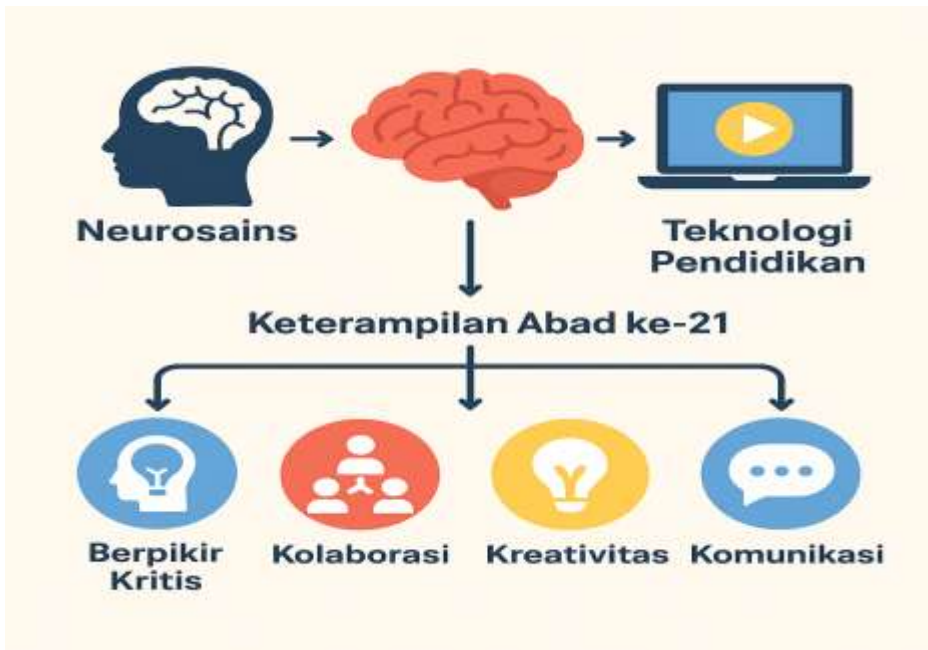 Neurosains
Teknologi
Pendidikan
Keterampilan Abad ke-21
Berpikir
Kritis
Kolaborasi
Kreativitas
Komunikasi